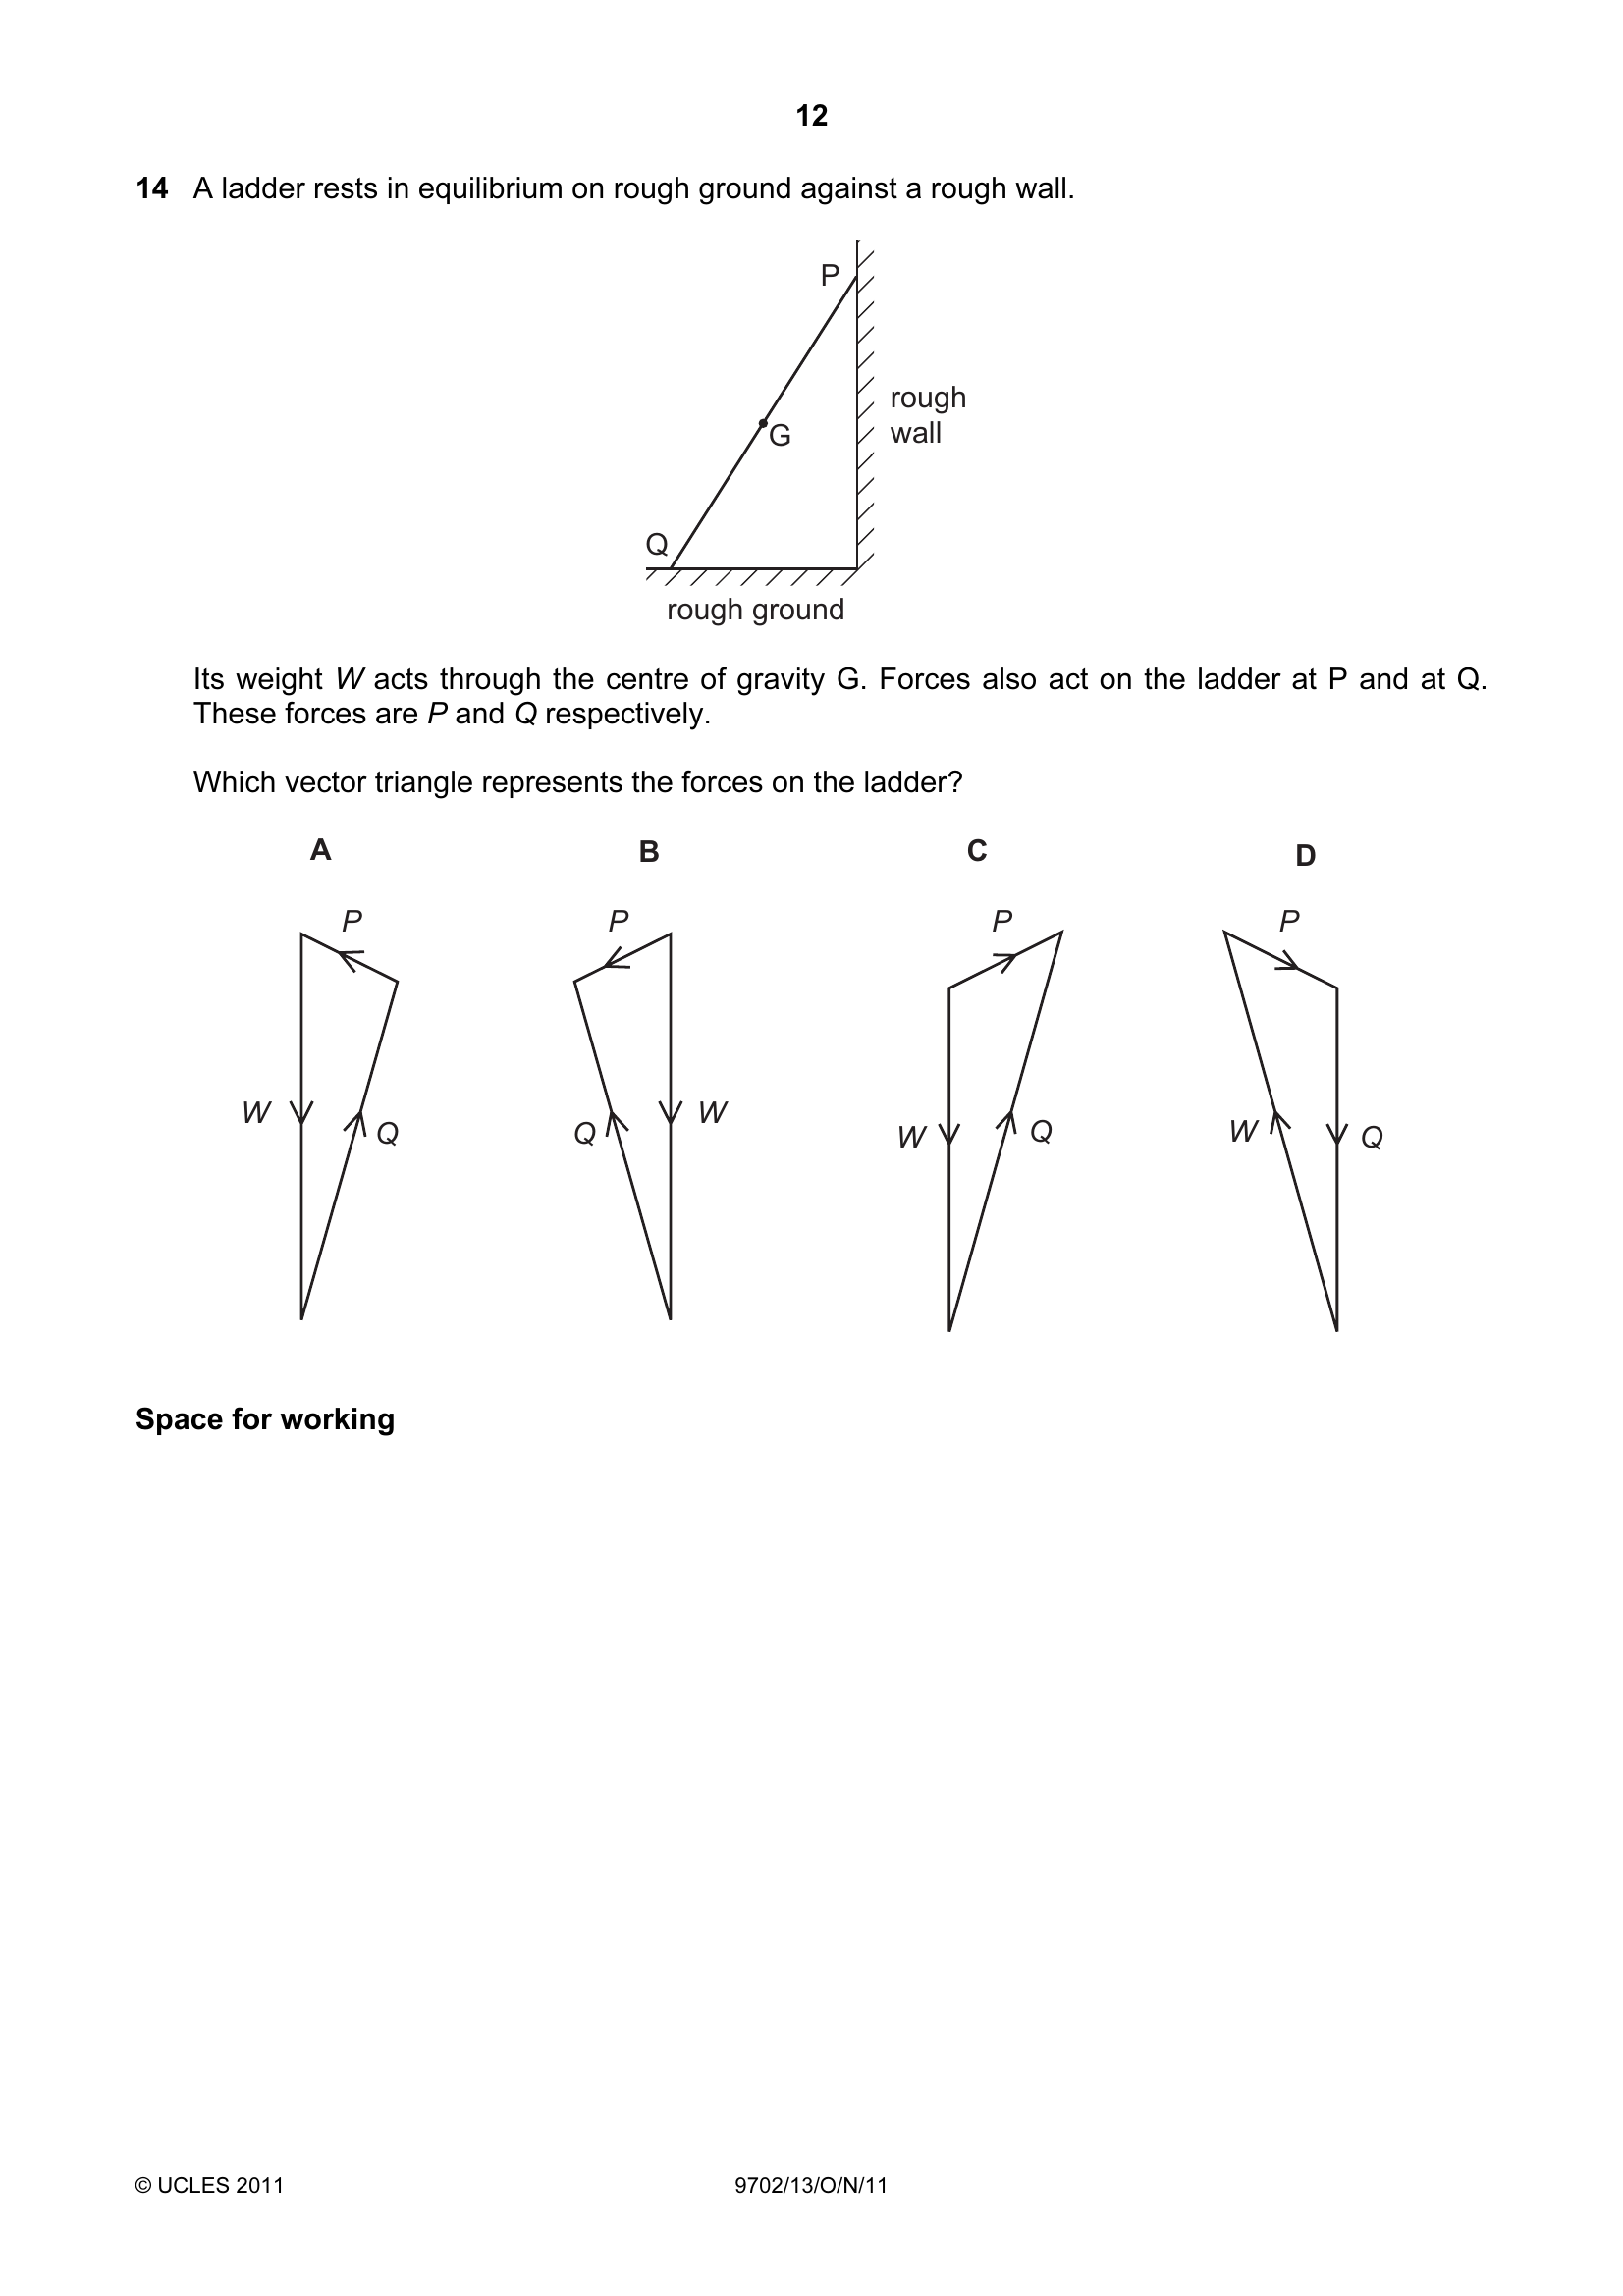 12
14 A ladder rests in equilibrium on rough ground against a rough wall.
P
G
rough
wall
Q
rough ground
Its weight W acts through the centre of gravity G. Forces also act on the ladder at P and at Q.
These forces are P and Q respectively.
Which vector triangle represents the forces on the ladder?
A B C D
P P P P
W Q Q W W Q W Q
Space for working
© UCLES 2011 9702/13/O/N/11